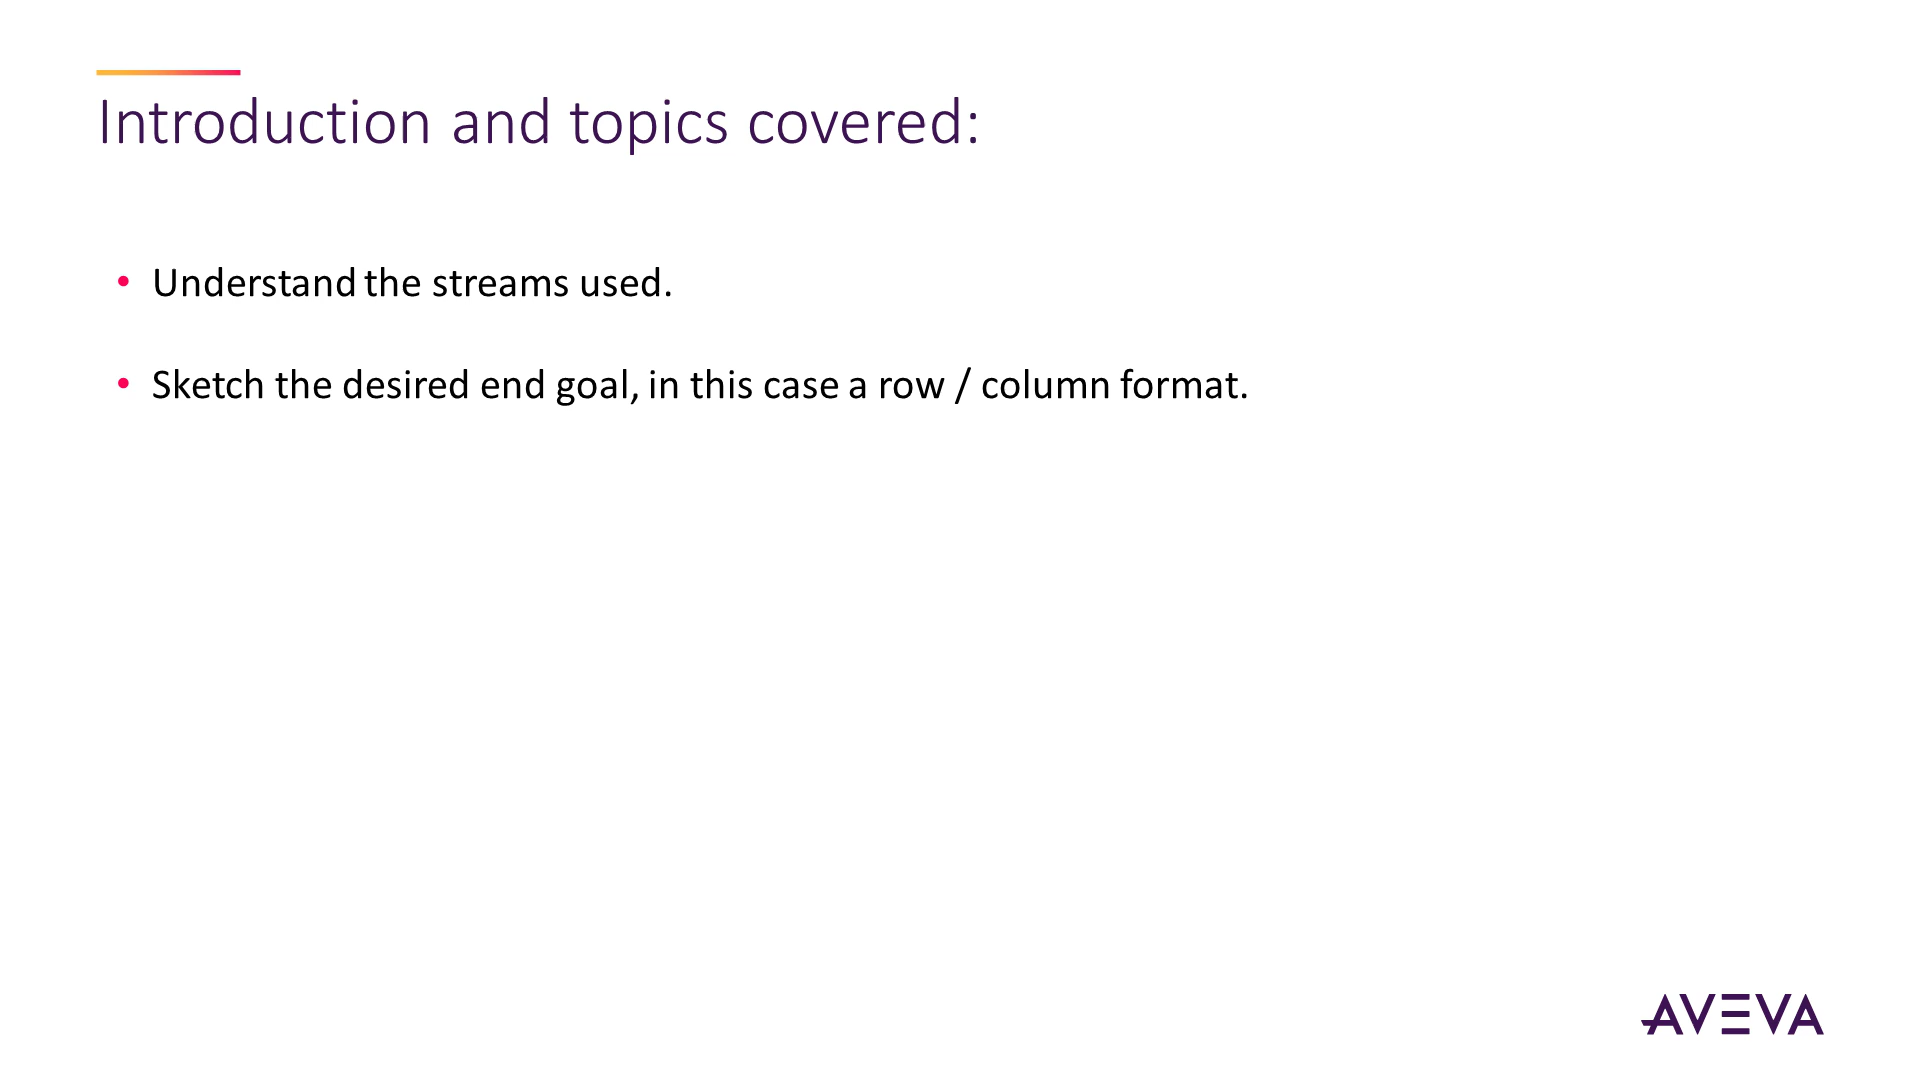 Introduction and topics covered:
• Understand the streams used.
• Sketch the desired end goal, in this case a row / column format.
AVEVA